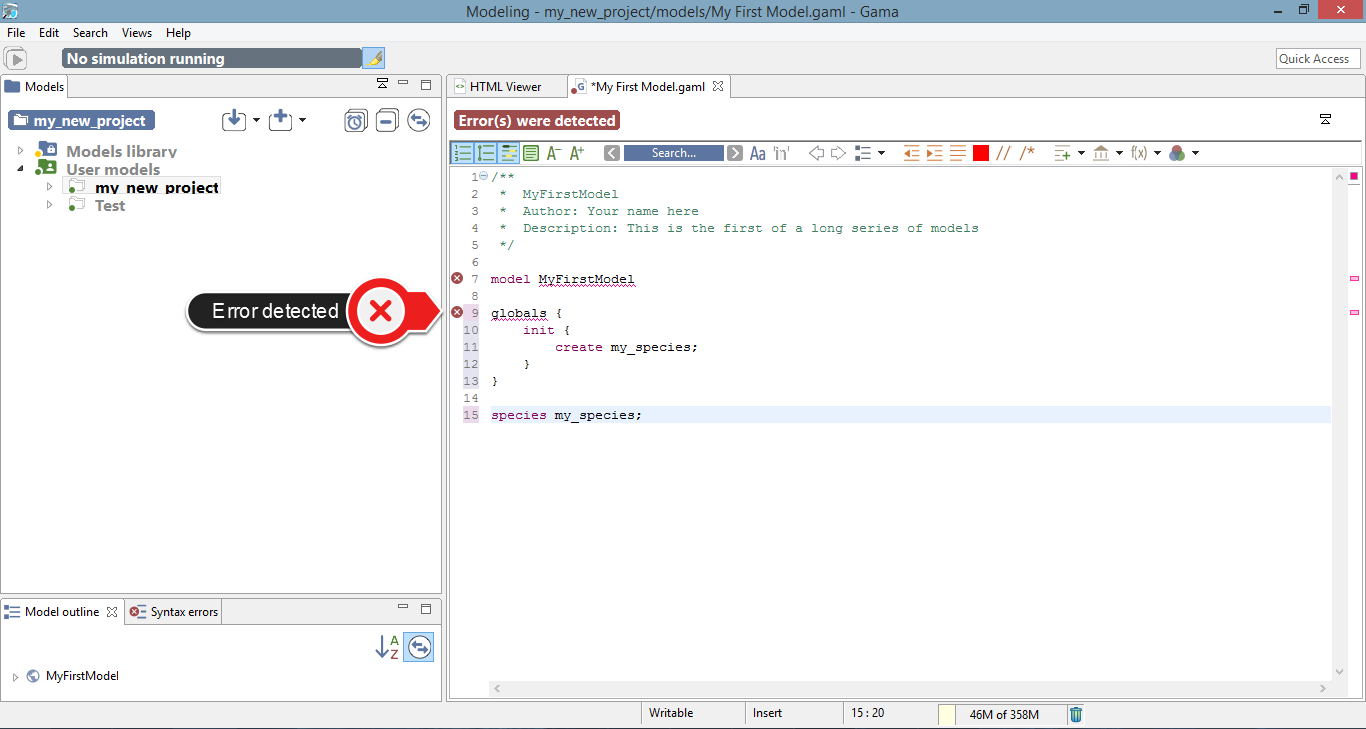 Modeling - my_new_project/models/My First Model.gaml - Gama
File Edit Search Views Help
No simulation running
Quick Access
Models
my_new_project
Models library
User models
my_new_project
Test
Error detected
Model outline
Syntax errors
A
Z
MyFirstModel
HTML Viewer
*My First Model.gaml
Error(s) were detected
A- A+ Search... Aa 'in' // /* f(x)
1 /**
2 * MyFirstModel
3 * Author: Your name here
4 * Description: This is the first of a long series of models
5 */
6
7 model MyFirstModel
8
9 globals {
10 init {
11 create my_species;
12 }
13 }
14
15 species my_species;
Writable Insert 15 : 20 46M of 358M